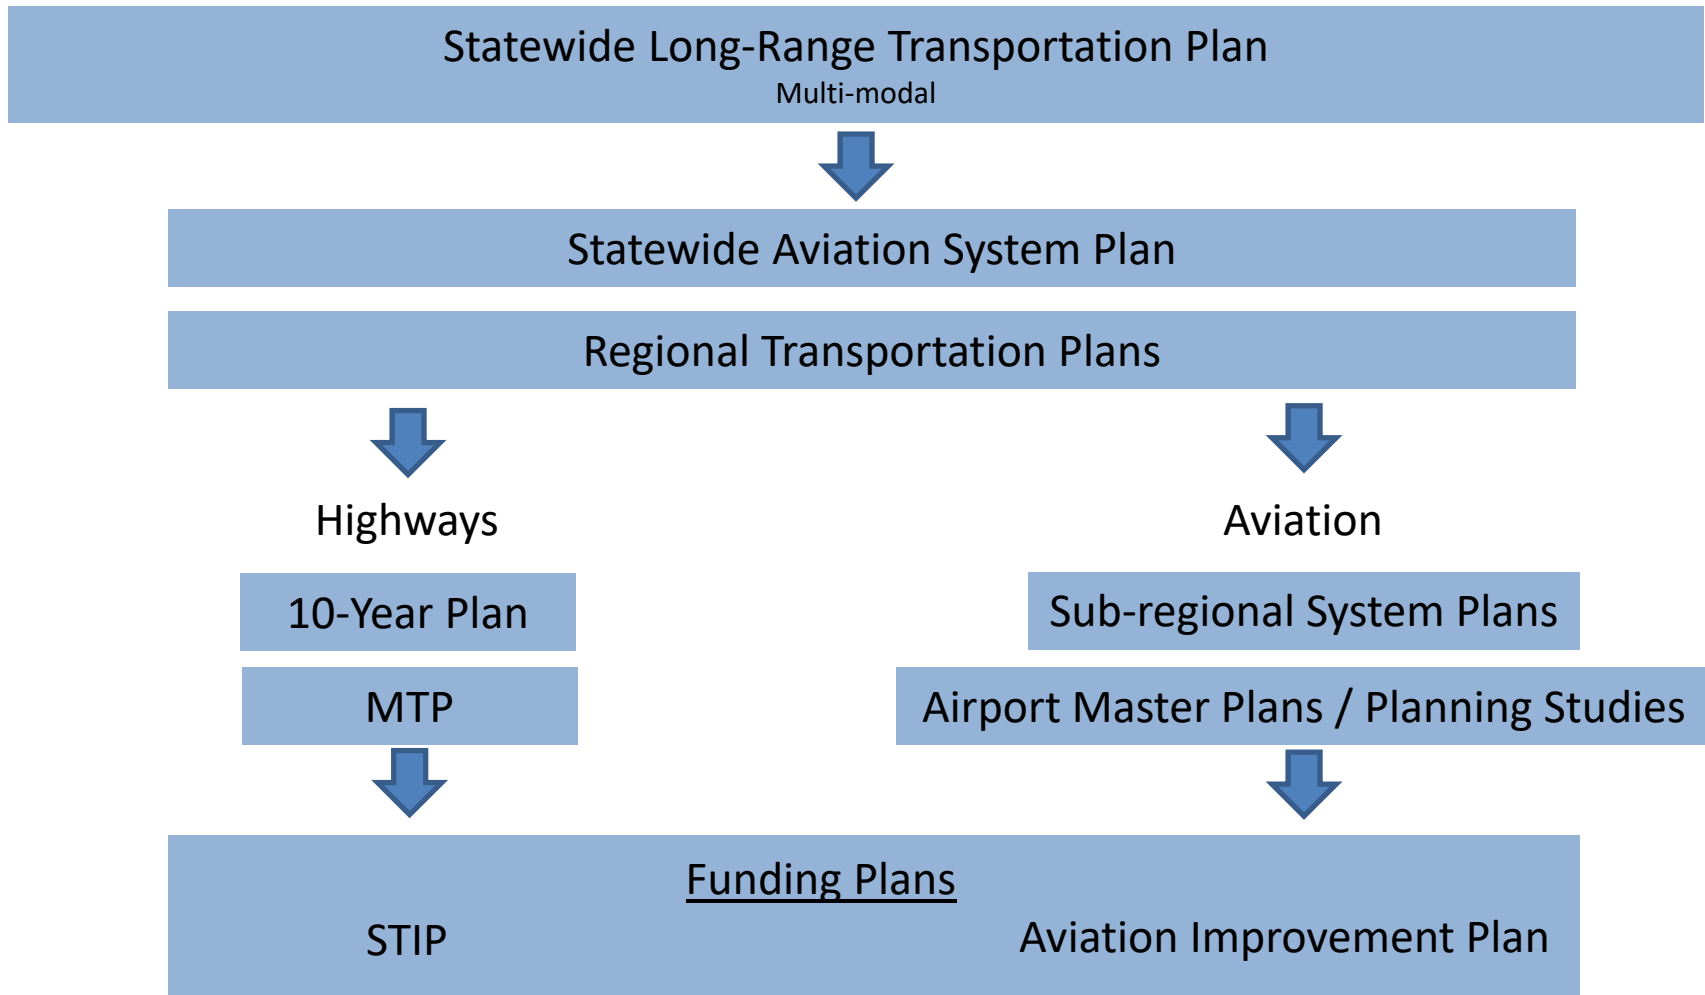 Statewide Long-Range Transportation Plan
Multi-modal
Statewide Aviation System Plan
Regional Transportation Plans
Highways
10-Year Plan
MTP
Aviation
Sub-regional System Plans
Airport Master Plans / Planning Studies
Funding Plans
STIP
Aviation Improvement Plan